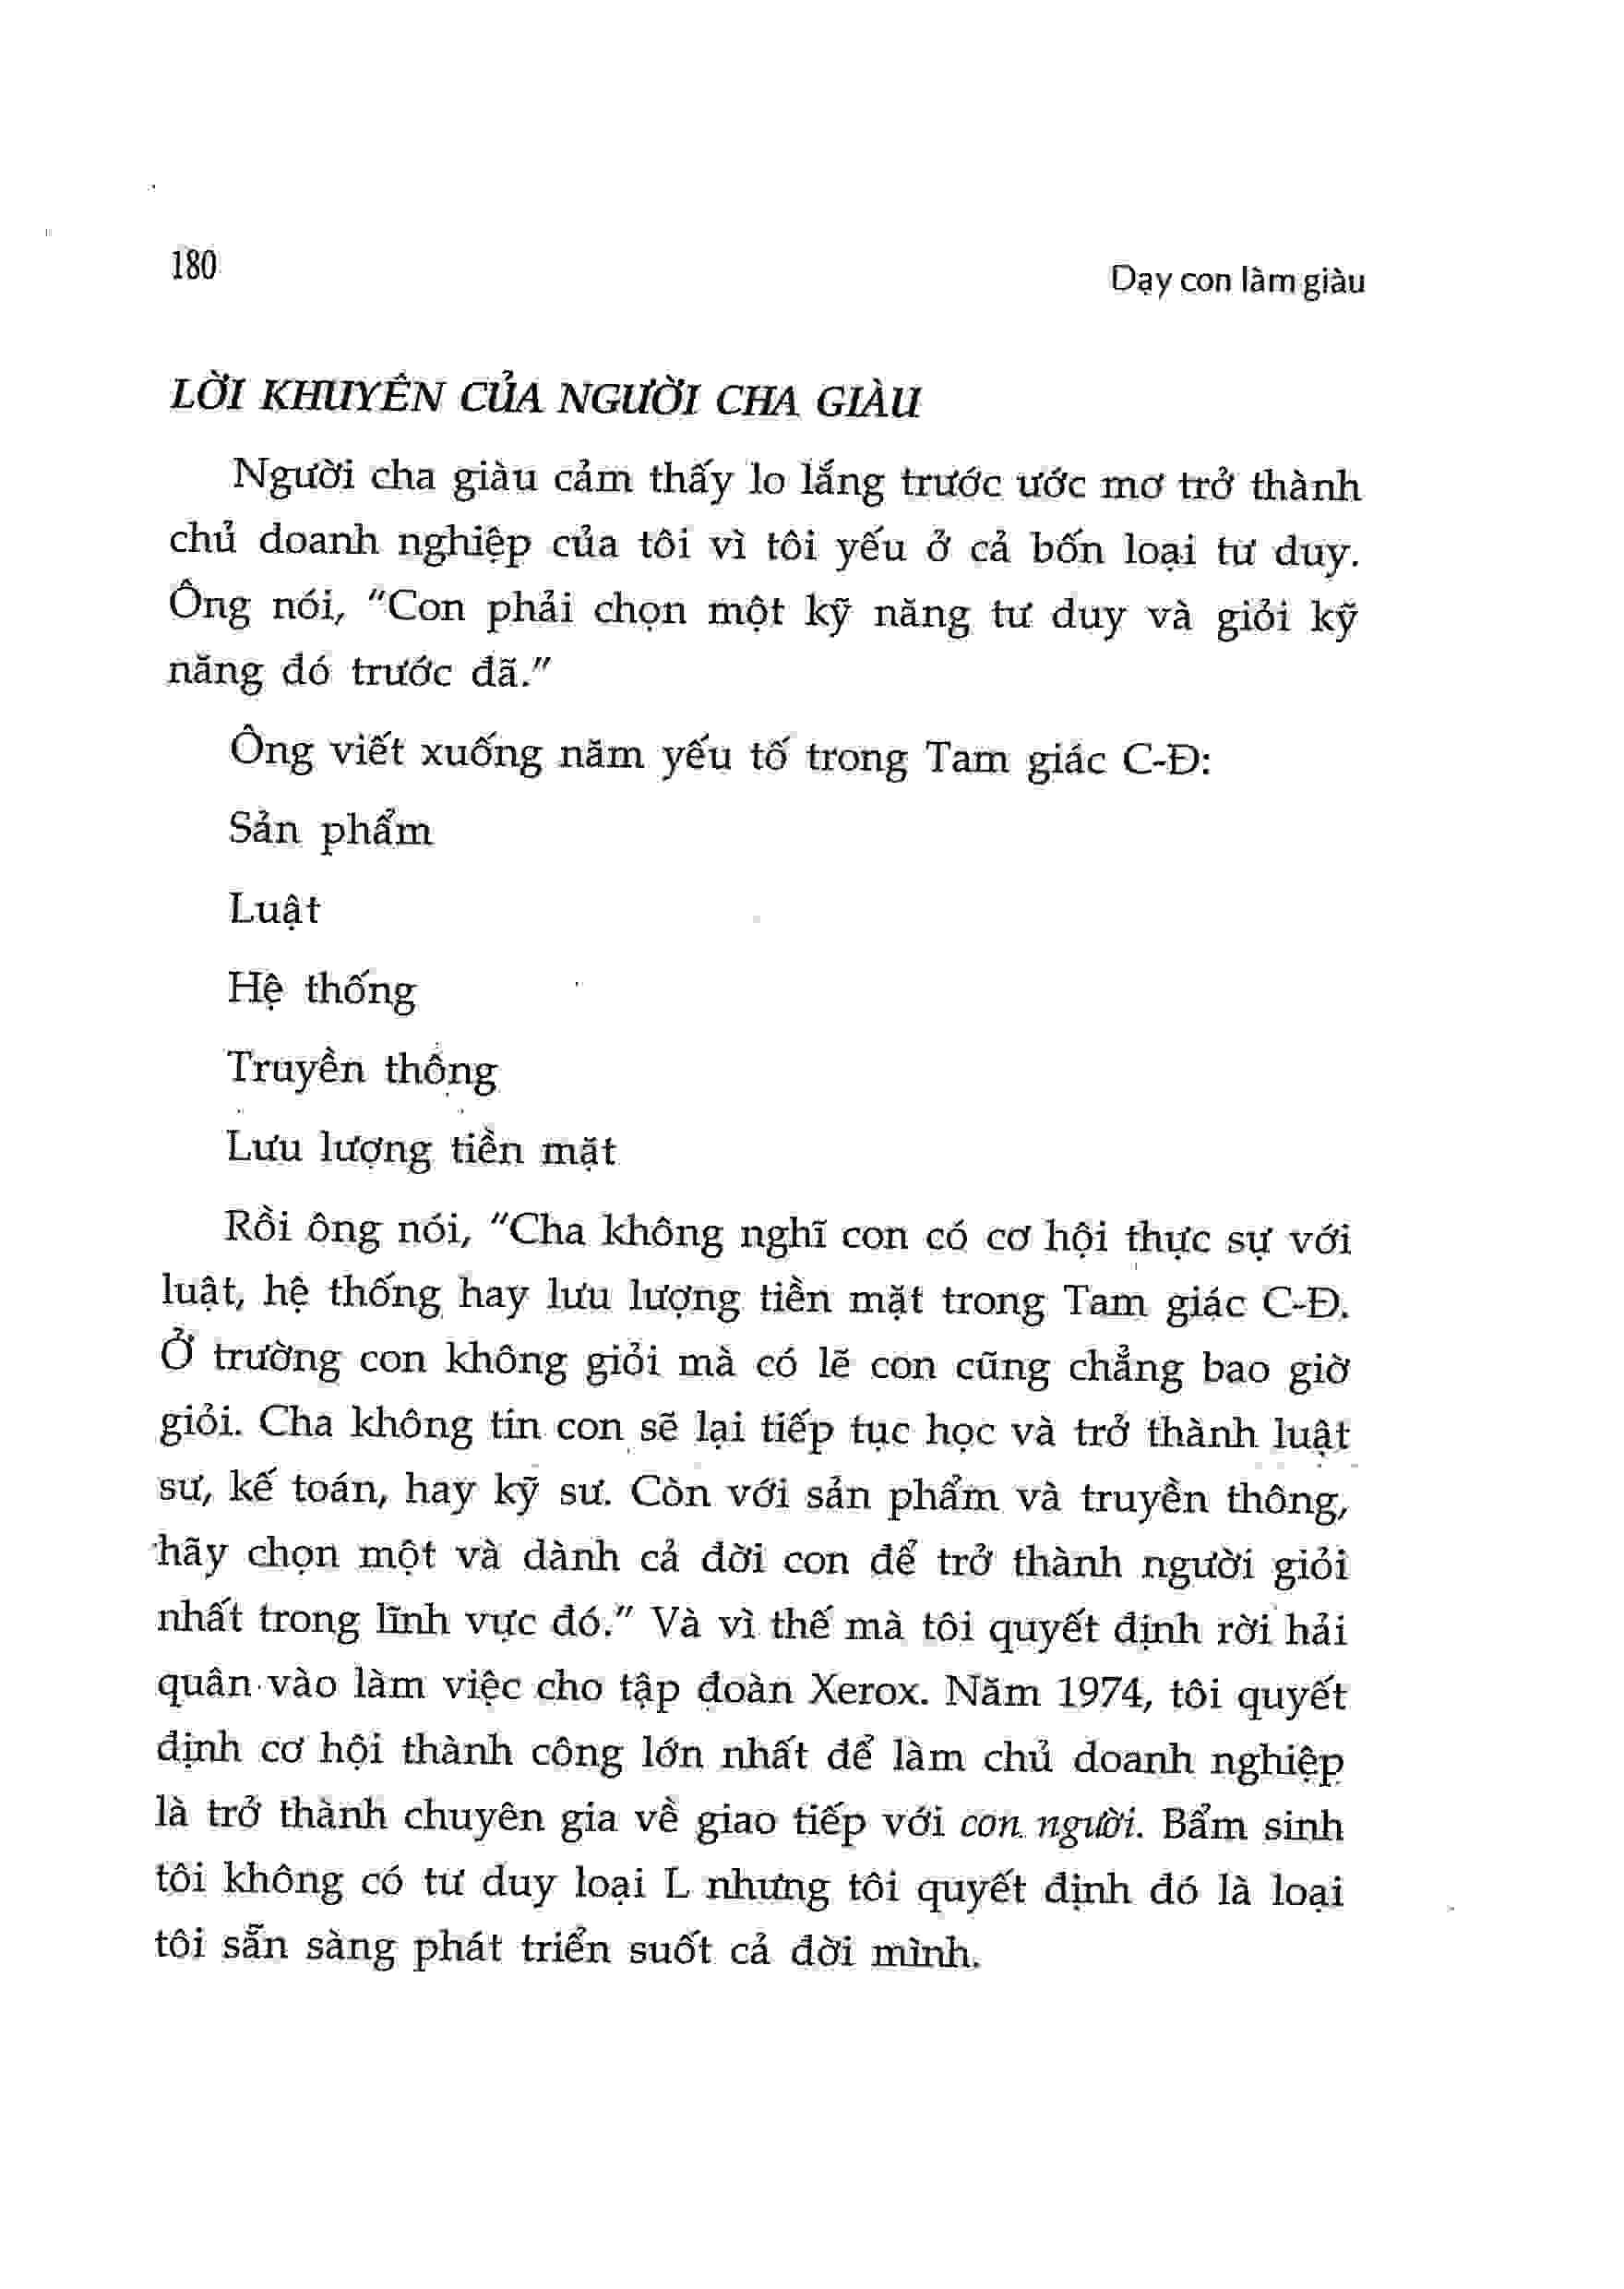 180
Dạy con làm giàu
LỜI KHUYÊN CỦA NGƯỜI CHA GIÀU
Người cha giàu cảm thấy lo lắng trước ước mơ trở thành
chủ doanh nghiệp của tôi vì tôi yếu ở cả bốn loại tư duy.
Ông nói, "Con phải chọn một kỹ năng tư duy và giỏi kỹ
năng đó trước đã."
Ông viết xuống năm yếu tố trong Tam giác C-Đ:
Sản phẩm
Luật
Hệ thống
Truyền thông
Lưu lượng tiền mặt
Rồi ông nói, "Cha không nghĩ con có cơ hội thực sự với
luật, hệ thống hay lưu lượng tiền mặt trong Tam giác C-Đ.
Ở trường con không giỏi mà có lẽ con cũng chẳng bao giờ
giỏi. Cha không tin con sẽ lại tiếp tục học và trở thành luật
sư, kế toán, hay kỹ sư. Còn với sản phẩm và truyền thông,
hãy chọn một và dành cả đời con để trở thành người giỏi
nhất trong lĩnh vực đó." Và vì thế mà tôi quyết định rời hải
quân vào làm việc cho tập đoàn Xerox. Năm 1974, tôi quyết
định cơ hội thành công lớn nhất để làm chủ doanh nghiệp
là trở thành chuyên gia về giao tiếp với con người. Bẩm sinh
tôi không có tư duy loại L nhưng tôi quyết định đó là loại
tôi sẵn sàng phát triển suốt cả đời mình.